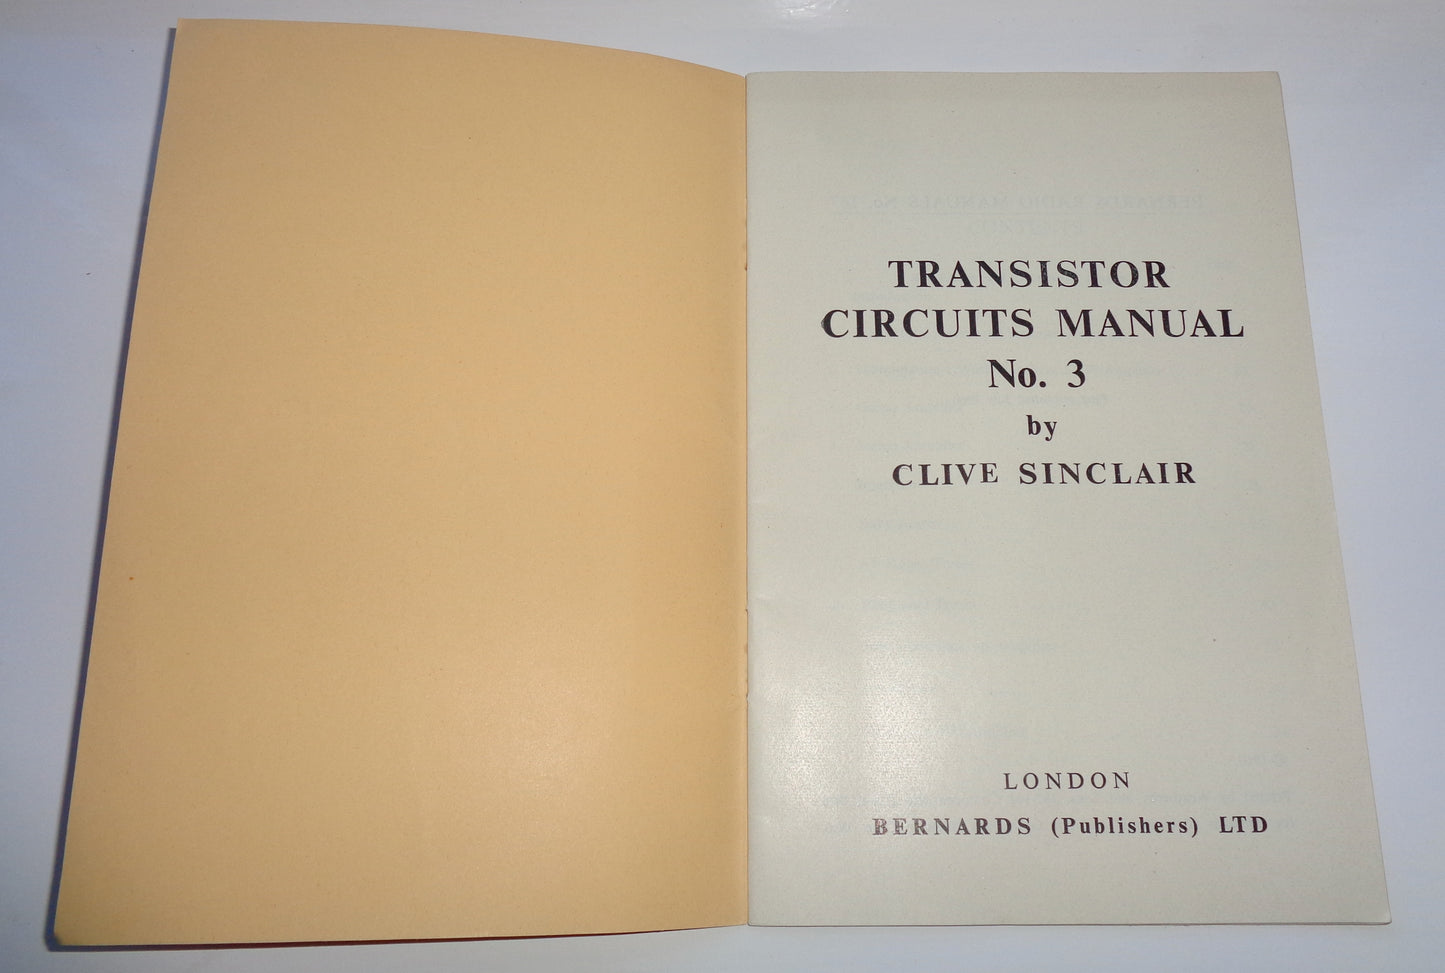 TRANSISTOR
CIRCUITS MANUAL
No. 3
by
CLIVE SINCLAIR
LONDON
BERNARDS (Publishers) LTD